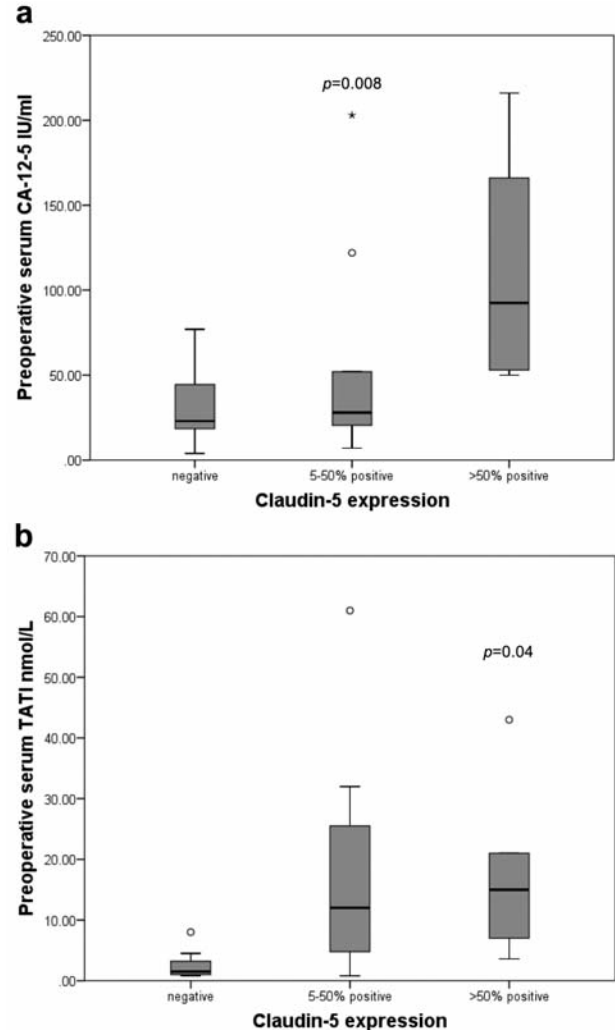 a
250.00
p=0.008
*
200.00
Preoperative serum CA-12-5 IU/ml
150.00
100.00
50.00
.00
negative
5-50% positive
>50% positive
Claudin-5 expression
b
70.00
60.00
p=0.04
50.00
Preoperative serum TATI nmol/L
40.00
30.00
20.00
10.00
.00
negative
5-50% positive
>50% positive
Claudin-5 expression